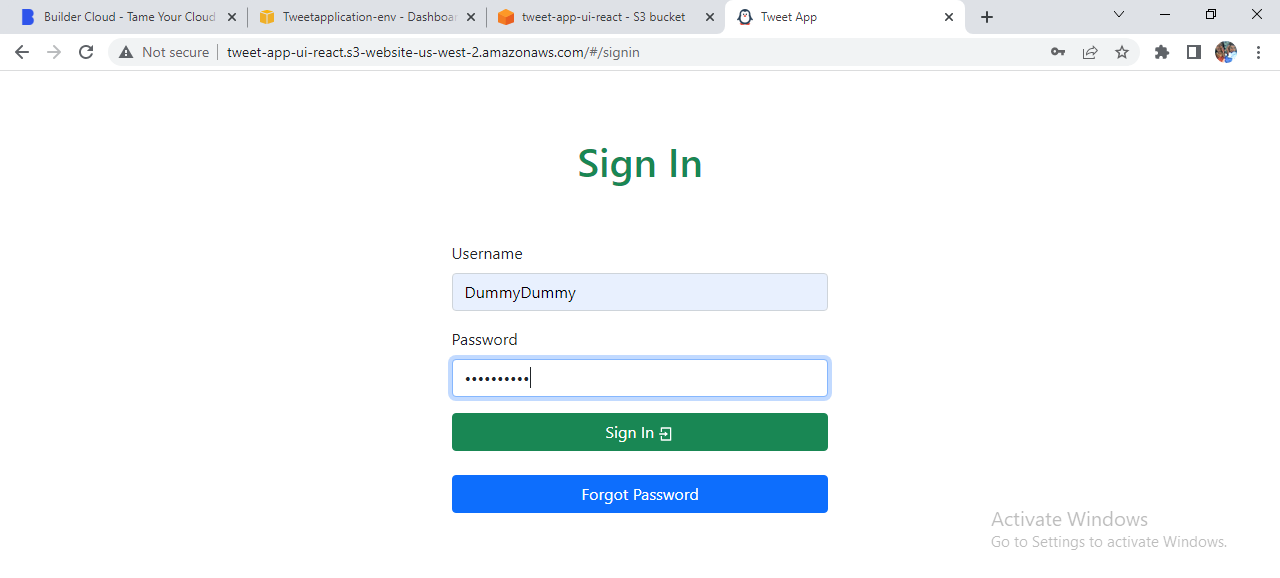 Builder Cloud - Tame Your Cloud
Tweetapplication-env - Dashboar
tweet-app-ui-react - S3 bucket
Tweet App
Not secure
tweet-app-ui-react.s3-website-us-west-2.amazonaws.com/#/signin
Sign In
Username
DummyDummy
Password
••••••••••
Sign In
Forgot Password
Activate Windows
Go to Settings to activate Windows.